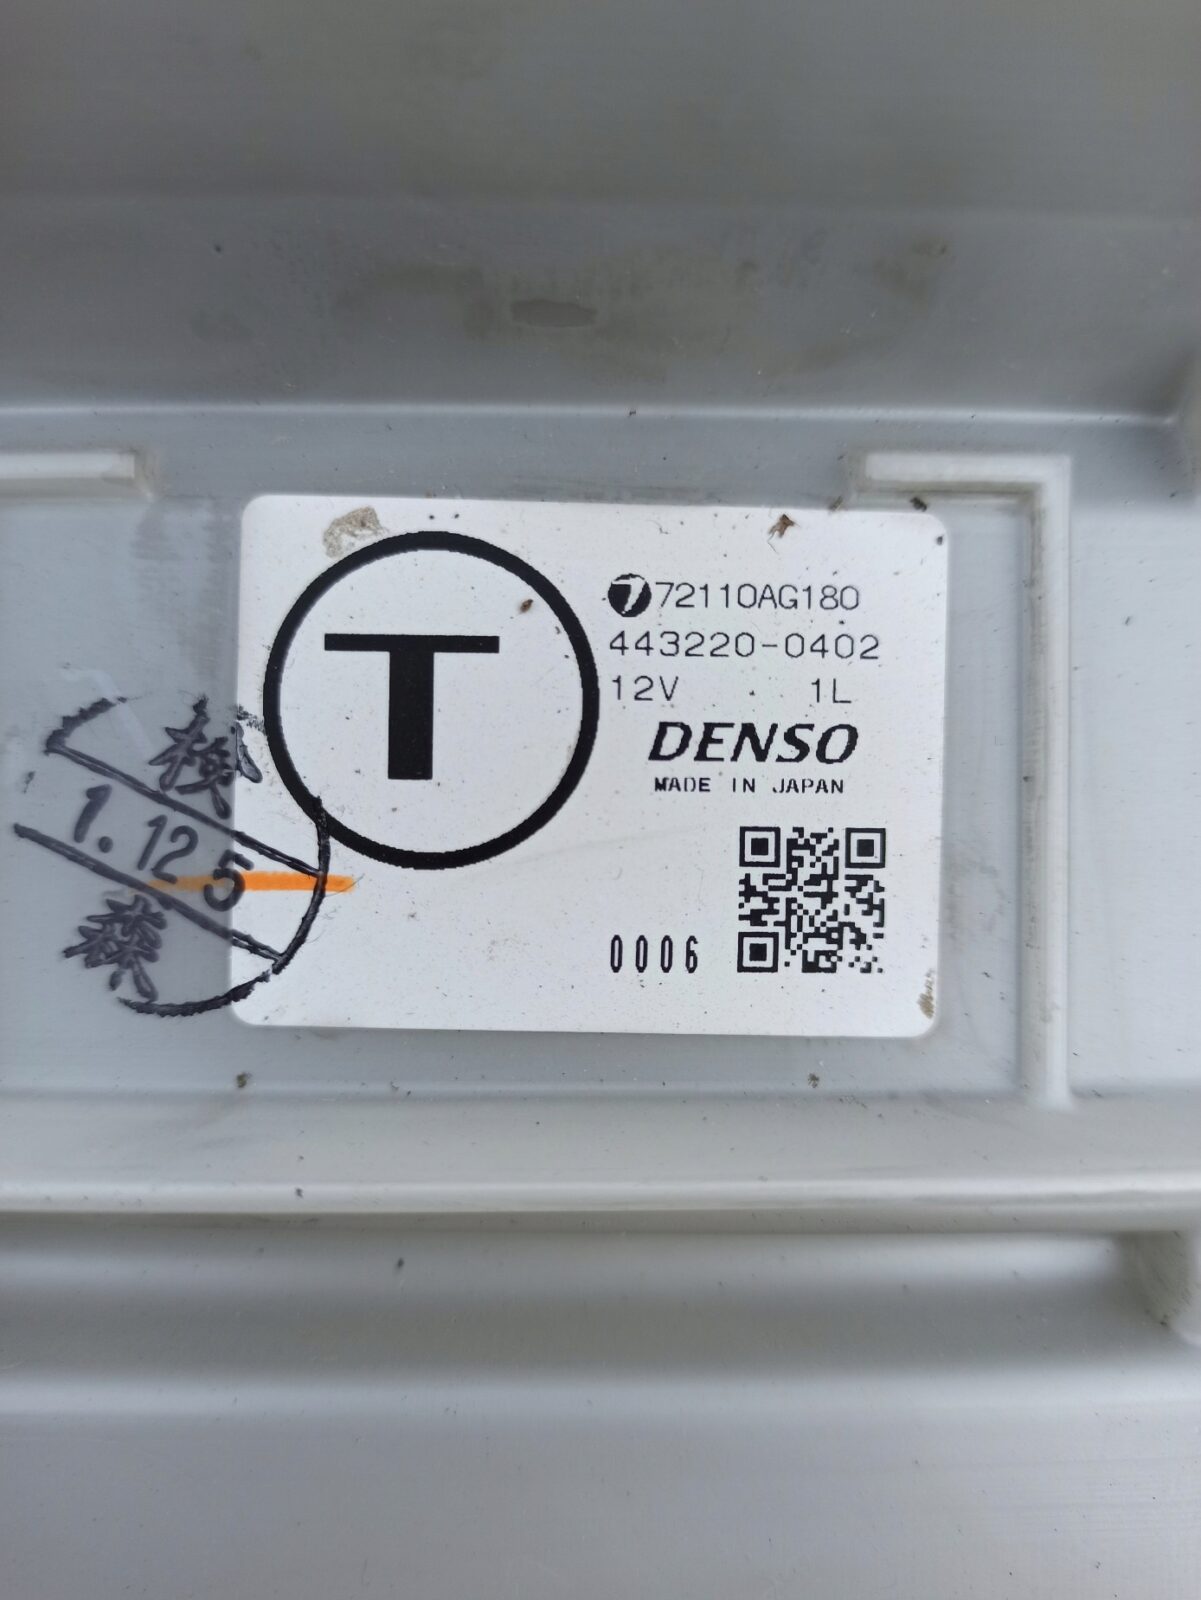 T
72110AG180
443220-0402
12V 1L
DENSO
MADE IN JAPAN
0006
検
1.12.5